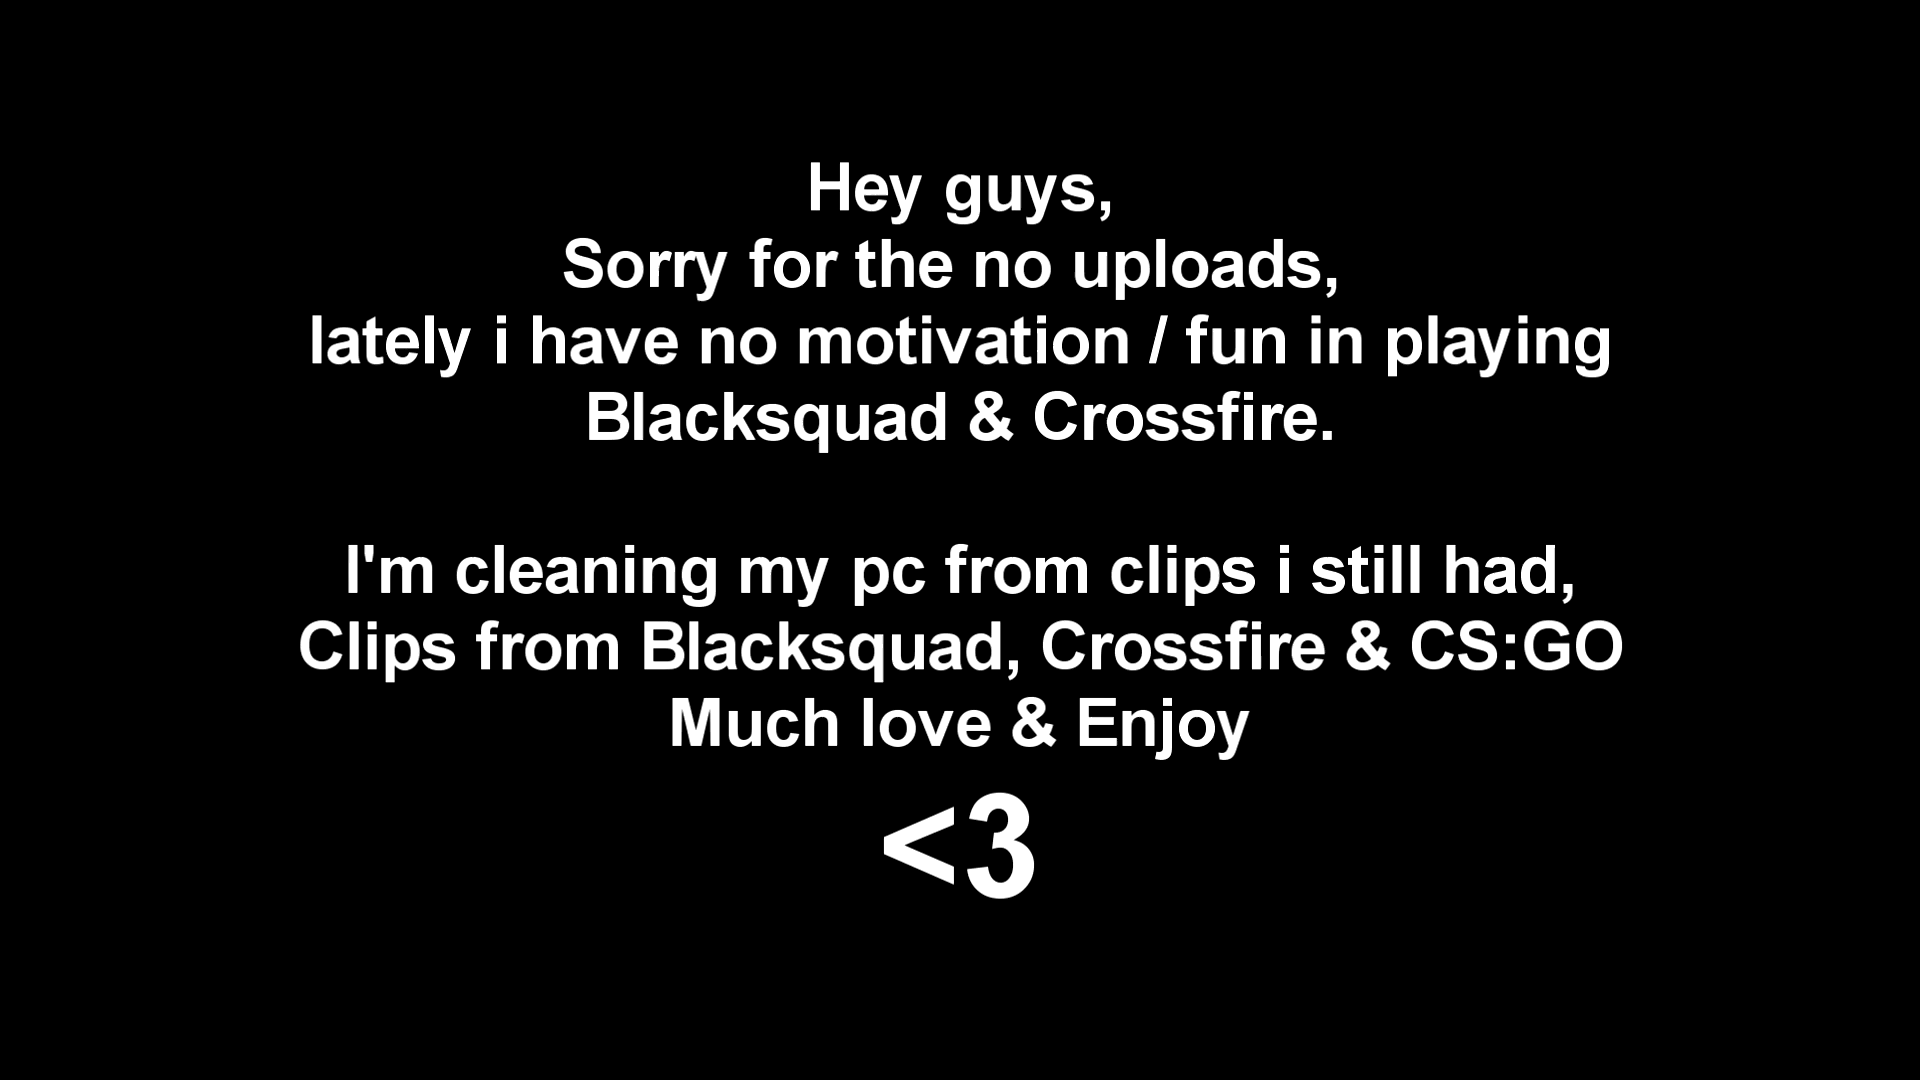 Hey guys,
Sorry for the no uploads,
lately i have no motivation / fun in playing
Blacksquad & Crossfire.
I'm cleaning my pc from clips i still had,
Clips from Blacksquad, Crossfire & CS:GO
Much love & Enjoy
<3